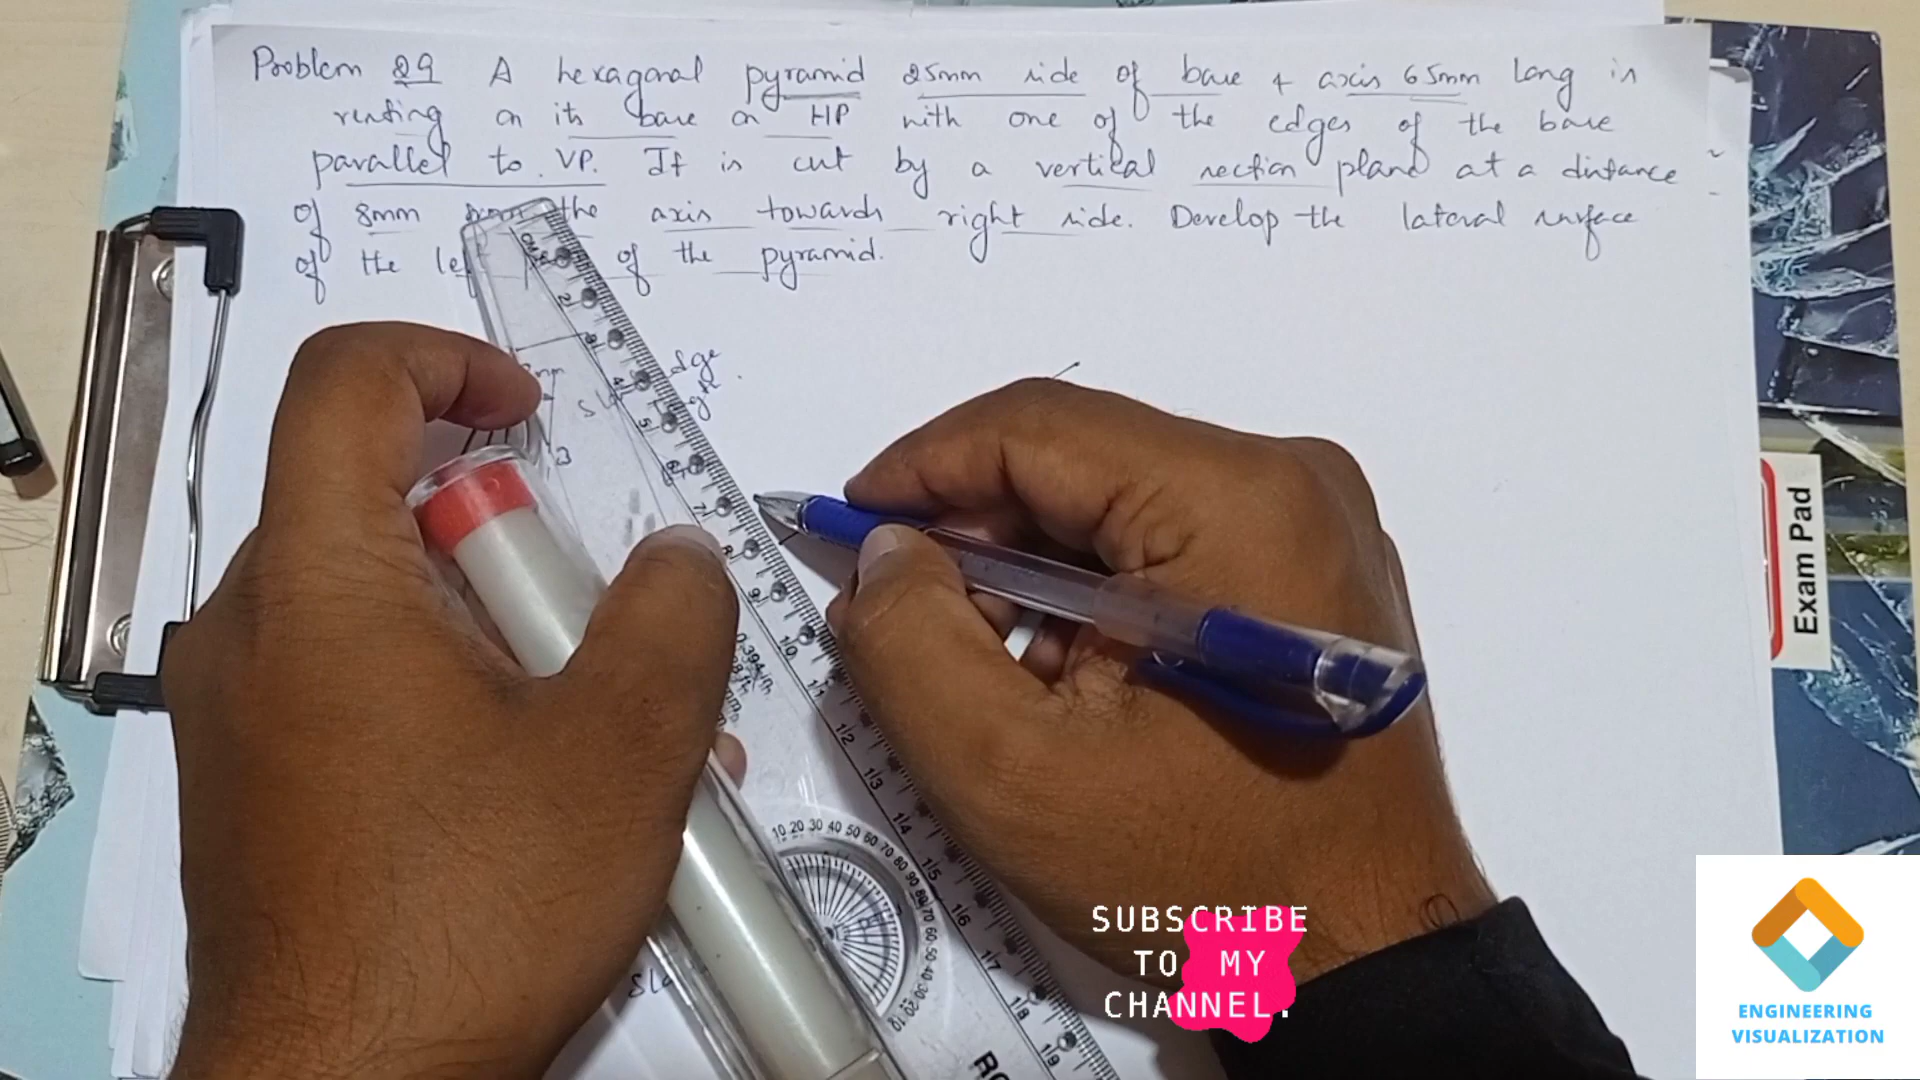 Problem 29 A hexagonal pyramid 25mm side of base & axis 65mm long is
resting on its base on HP with one of the edges of the base
parallel to VP. It is cut by a vertical section plane at a distance
of 8mm from the axis towards right side. Develop the lateral surface
of the of the pyramid.
Exam Pad
SUBSCRIBE
TO MY
CHANNEL.
ENGINEERING
VISUALIZATION